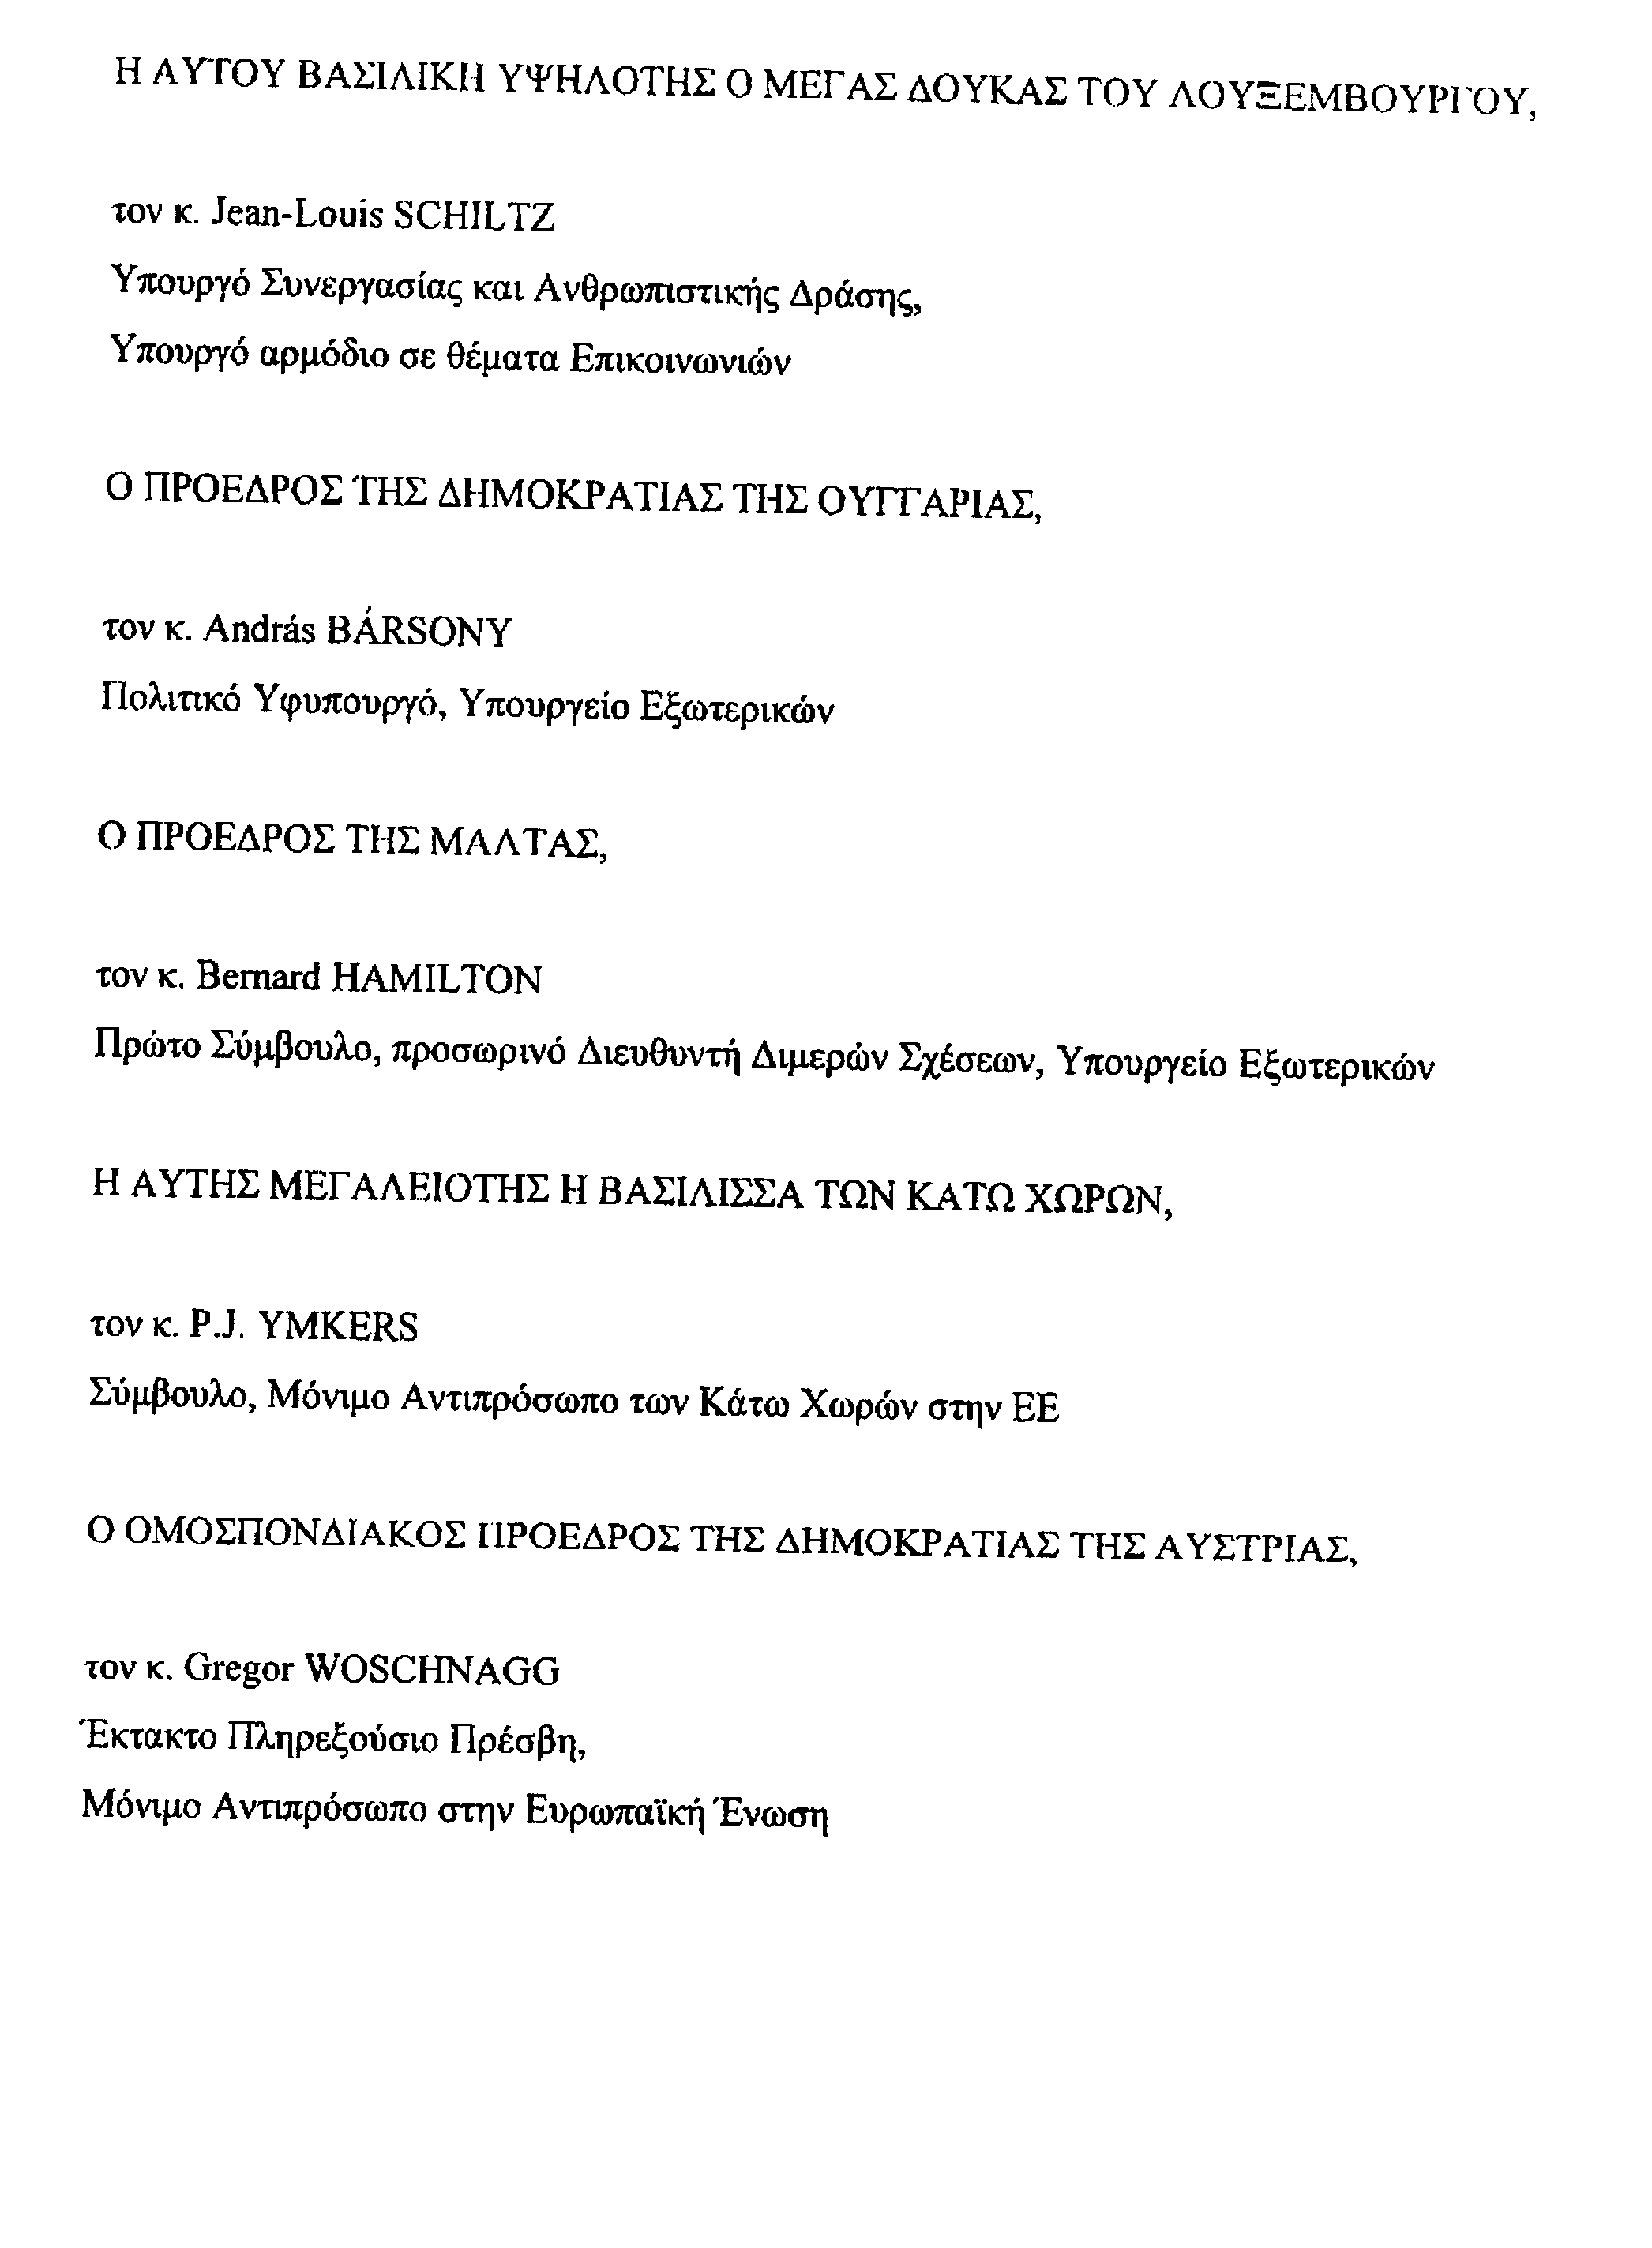 Η ΑΥΤΟΥ ΒΑΣΙΛΙΚΗ ΥΨΗΛΟΤΗΣ Ο ΜΕΓΑΣ ΔΟΥΚΑΣ ΤΟΥ ΛΟΥΞΕΜΒΟΥΡΓΟΥ,
τον κ. Jean-Louis SCHILTZ
Υπουργό Συνεργασίας και Ανθρωπιστικής Δράσης,
Υπουργό αρμόδιο σε θέματα Επικοινωνιών
Ο ΠΡΟΕΔΡΟΣ ΤΗΣ ΔΗΜΟΚΡΑΤΙΑΣ ΤΗΣ ΟΥΓΓΑΡΙΑΣ,
τον κ. András BÁRSONY
Πολιτικό Υφυπουργό, Υπουργείο Εξωτερικών
Ο ΠΡΟΕΔΡΟΣ ΤΗΣ ΜΑΛΤΑΣ,
τον κ. Bernard HAMILTON
Πρώτο Σύμβουλο, προσωρινό Διευθυντή Διμερών Σχέσεων, Υπουργείο Εξωτερικών
Η ΑΥΤΗΣ ΜΕΓΑΛΕΙΟΤΗΣ Η ΒΑΣΙΛΙΣΣΑ ΤΩΝ ΚΑΤΩ ΧΩΡΩΝ,
τον κ. P.J. YMKERS
Σύμβουλο, Μόνιμο Αντιπρόσωπο των Κάτω Χωρών στην ΕΕ
Ο ΟΜΟΣΠΟΝΔΙΑΚΟΣ ΠΡΟΕΔΡΟΣ ΤΗΣ ΔΗΜΟΚΡΑΤΙΑΣ ΤΗΣ ΑΥΣΤΡΙΑΣ,
τον κ. Gregor WOSCHNAGG
Έκτακτο Πληρεξούσιο Πρέσβη,
Μόνιμο Αντιπρόσωπο στην Ευρωπαϊκή Ένωση